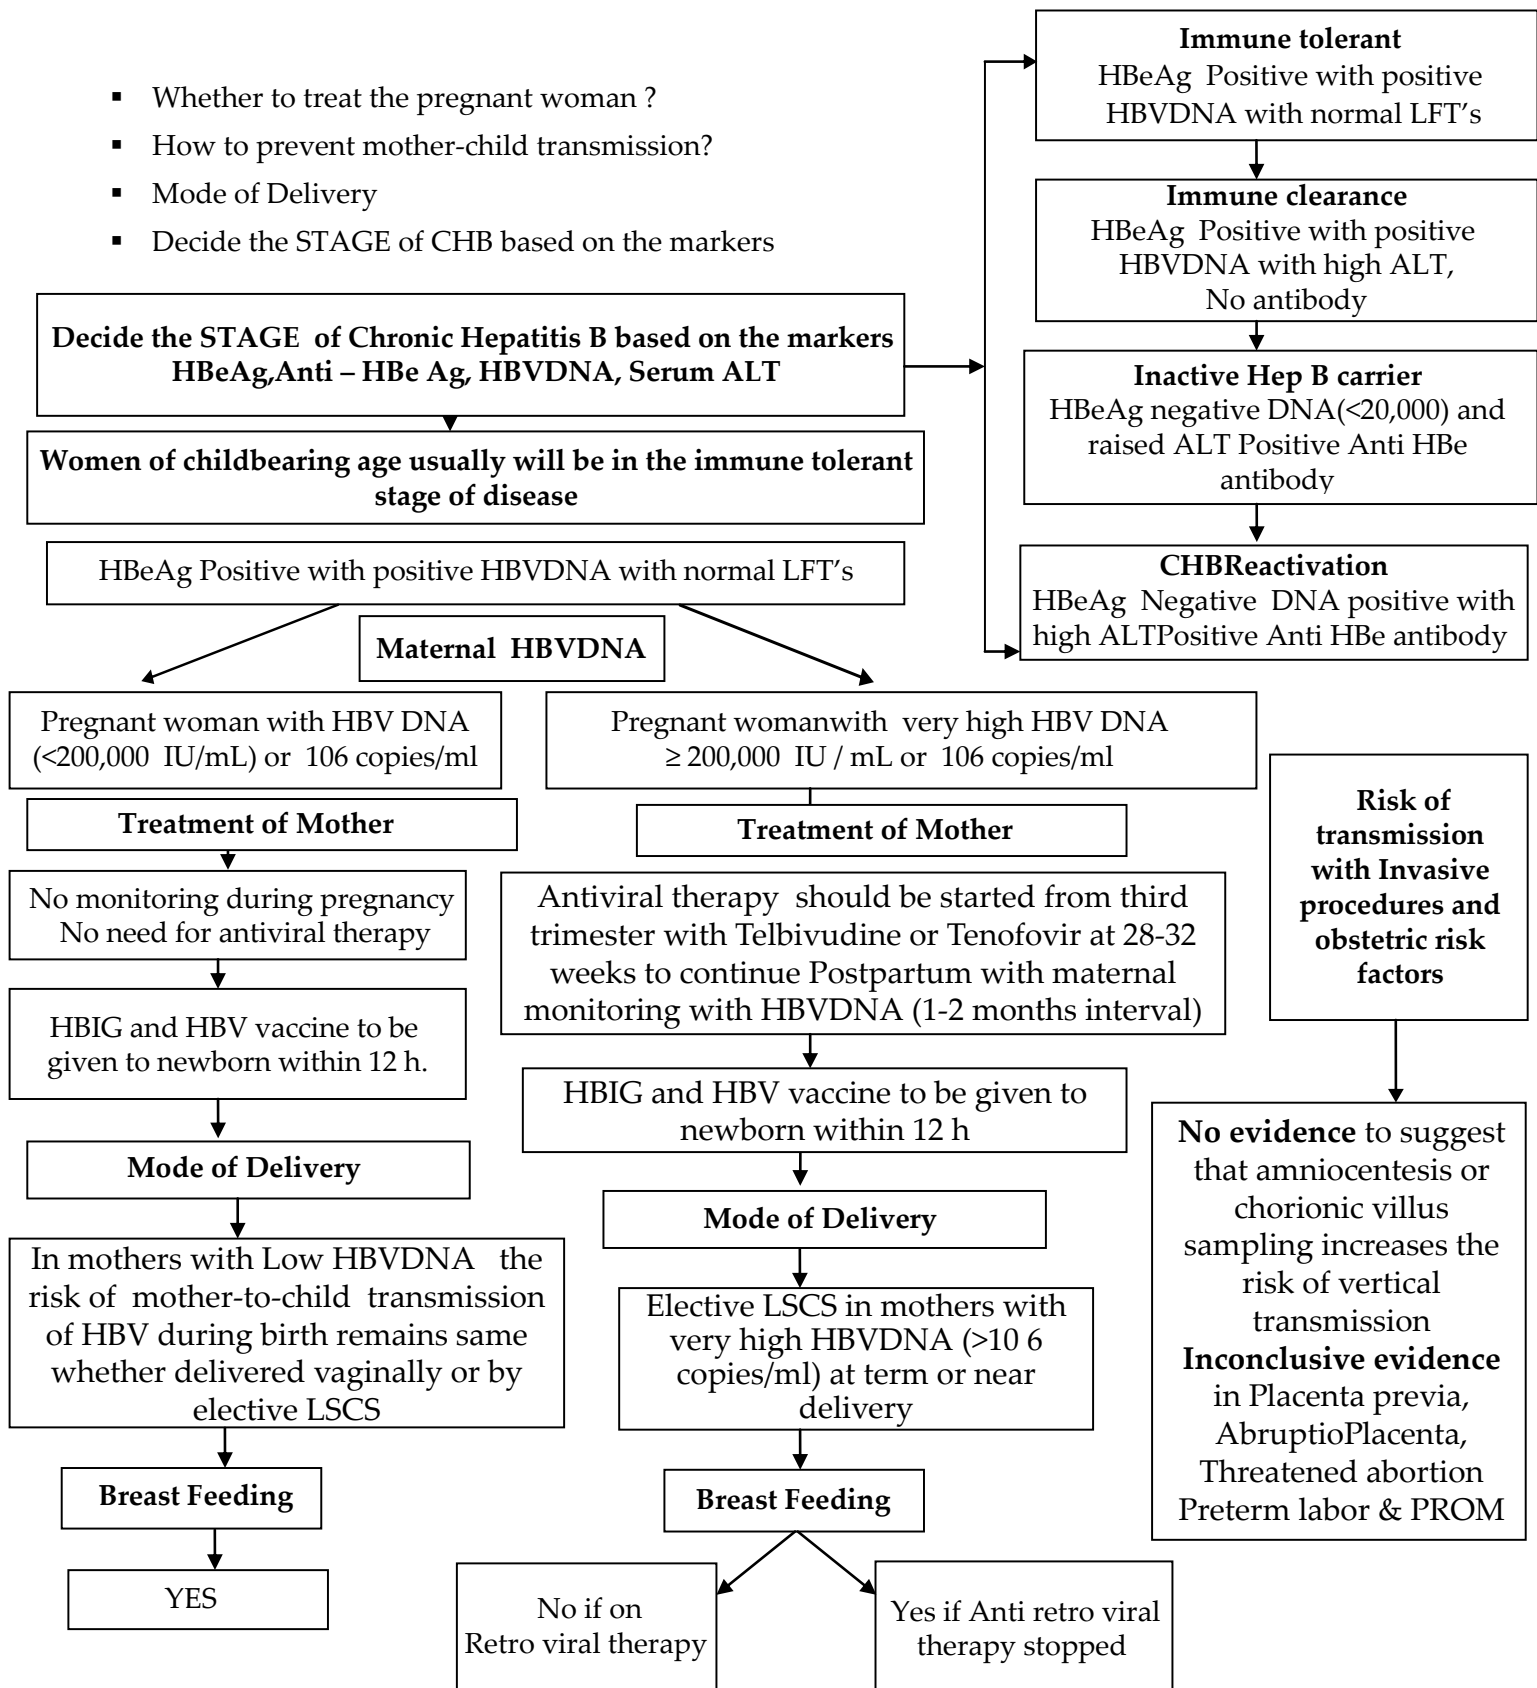 ▪ Whether to treat the pregnant woman ?
▪ How to prevent mother-child transmission?
▪ Mode of Delivery
▪ Decide the STAGE of CHB based on the markers
Decide the STAGE of Chronic Hepatitis B based on the markers
HBeAg,Anti – HBe Ag, HBVDNA, Serum ALT
Women of childbearing age usually will be in the immune tolerant
stage of disease
HBeAg Positive with positive HBVDNA with normal LFT's
Immune tolerant
HBeAg Positive with positive
HBVDNA with normal LFT's
Immune clearance
HBeAg Positive with positive
HBVDNA with high ALT,
No antibody
Inactive Hep B carrier
HBeAg negative DNA(<20,000) and
raised ALT Positive Anti HBe
antibody
CHBReactivation
HBeAg Negative DNA positive with
high ALTPositive Anti HBe antibody
Maternal HBVDNA
Pregnant woman with HBV DNA
(<200,000 IU/mL) or 106 copies/ml
Treatment of Mother
No monitoring during pregnancy
No need for antiviral therapy
HBIG and HBV vaccine to be
given to newborn within 12 h.
Mode of Delivery
In mothers with Low HBVDNA the
risk of mother-to-child transmission
of HBV during birth remains same
whether delivered vaginally or by
elective LSCS
Breast Feeding
YES
Pregnant womanwith very high HBV DNA
≥ 200,000 IU / mL or 106 copies/ml
Treatment of Mother
Antiviral therapy should be started from third
trimester with Telbivudine or Tenofovir at 28-32
weeks to continue Postpartum with maternal
monitoring with HBVDNA (1-2 months interval)
HBIG and HBV vaccine to be given to
newborn within 12 h
Mode of Delivery
Elective LSCS in mothers with
very high HBVDNA (>10 6
copies/ml) at term or near
delivery
Breast Feeding
No if on
Retro viral therapy
Yes if Anti retro viral
therapy stopped
Risk of
transmission
with Invasive
procedures and
obstetric risk
factors
No evidence to suggest
that amniocentesis or
chorionic villus
sampling increases the
risk of vertical
transmission
Inconclusive evidence
in Placenta previa,
AbruptioPlacenta,
Threatened abortion
Preterm labor & PROM